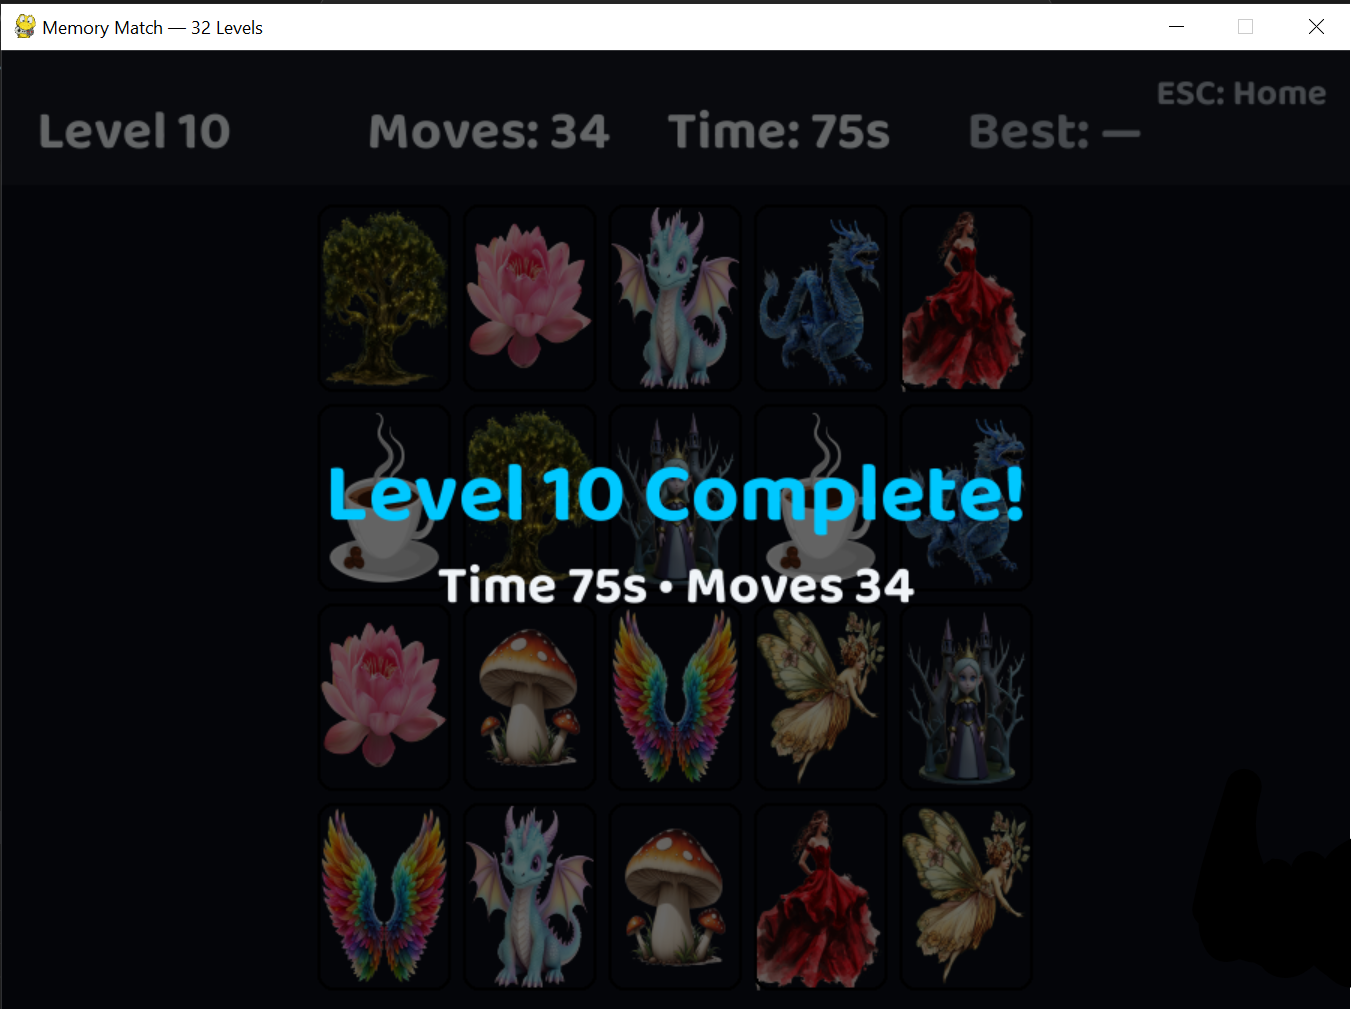 Memory Match — 32 Levels
ESC: Home
Level 10 Moves: 34 Time: 75s Best: —
Level 10 Complete!
Time 75s • Moves 34